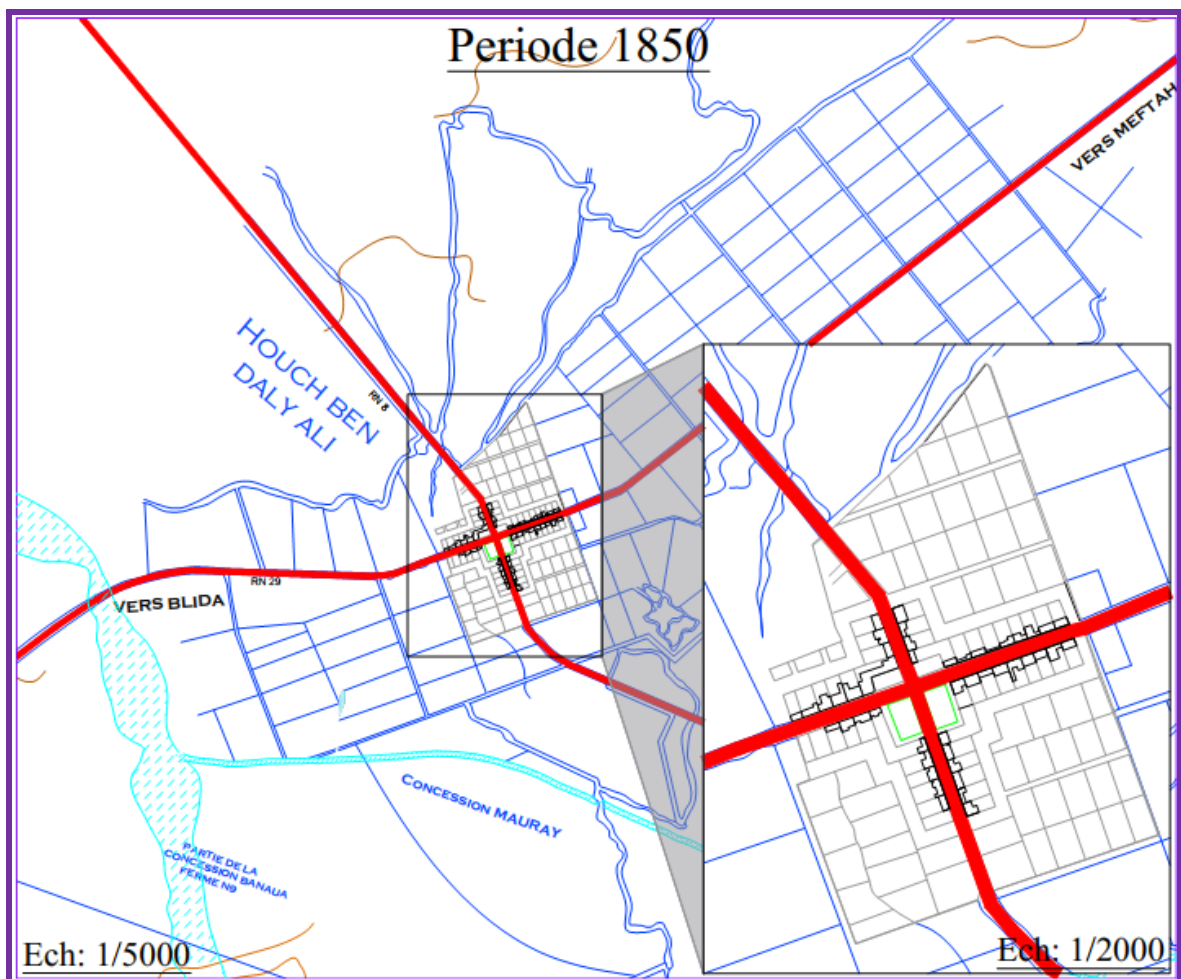 Periode 1850
VERS MEFTAH
HOUCH BEN
DALY ALI
RN 8
RN 29
VERS BLIDA
CONCESSION MAURAY
PARTIE DE LA
CONCESSION BANAUA
FERME N9
Ech: 1/5000
Ech: 1/2000